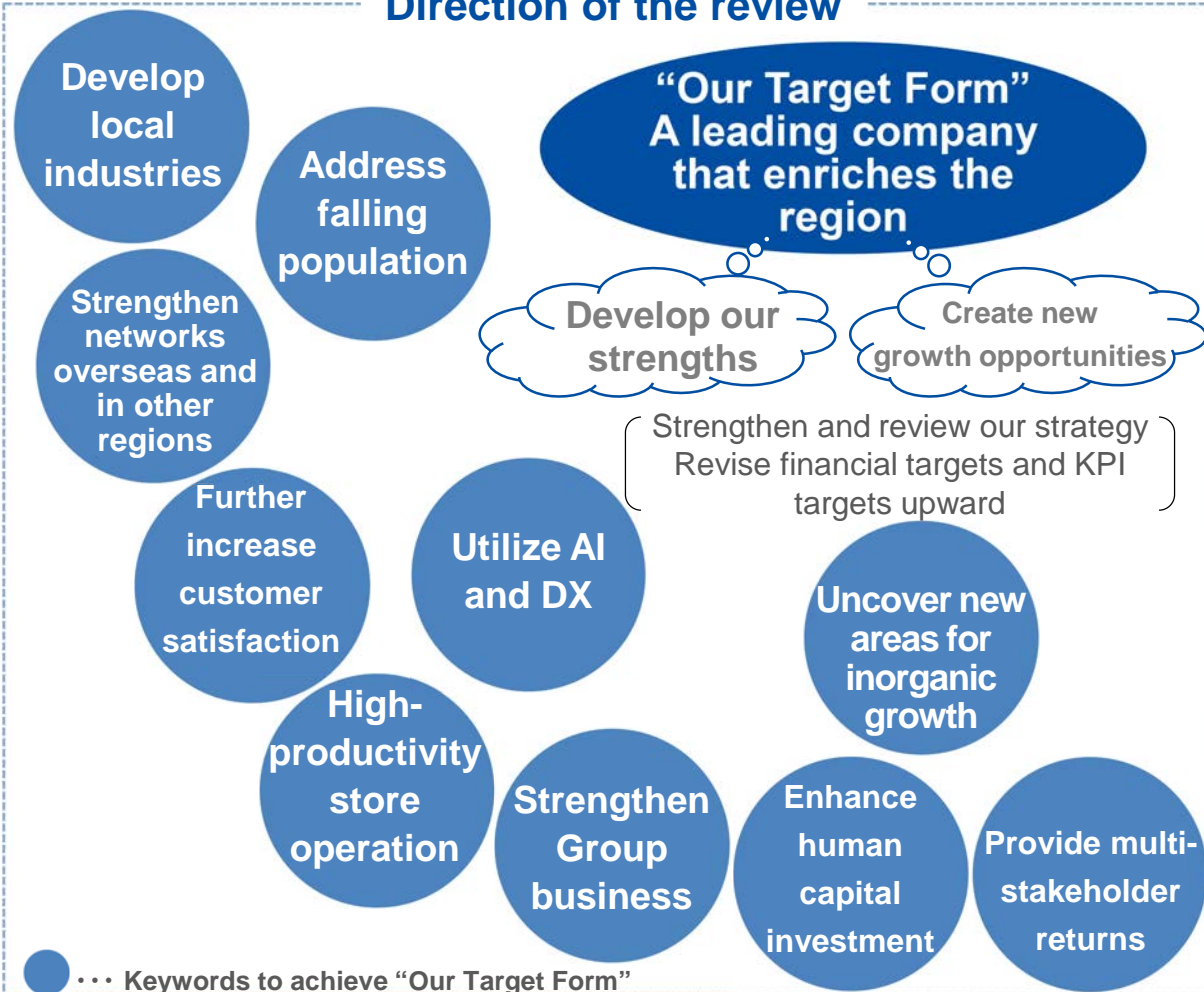 Direction of the review
Develop
local
industries
Address
falling
population
“Our Target Form”
A leading company
that enriches the
region
Strengthen
networks
overseas and
in other
regions
Develop our
strengths
Create new
growth opportunities
Strengthen and review our strategy
Revise financial targets and KPI
targets upward
Further
increase
customer
satisfaction
Utilize AI
and DX
Uncover new
areas for
inorganic
growth
High-
productivity
store
operation
Strengthen
Group
business
Enhance
human
capital
investment
Provide multi-
stakeholder
returns
··· Keywords to achieve “Our Target Form”